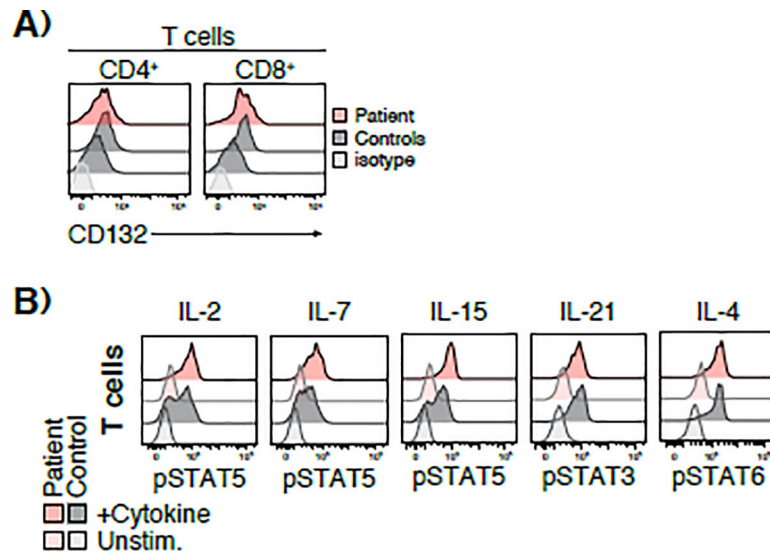 A)
T cells
CD4+ CD8+
Patient
Controls
isotype
CD132
B)
IL-2 IL-7 IL-15 IL-21 IL-4
T cells
pSTAT5 pSTAT5 pSTAT5 pSTAT3 pSTAT6
Patient
Control
+Cytokine
Unstim.